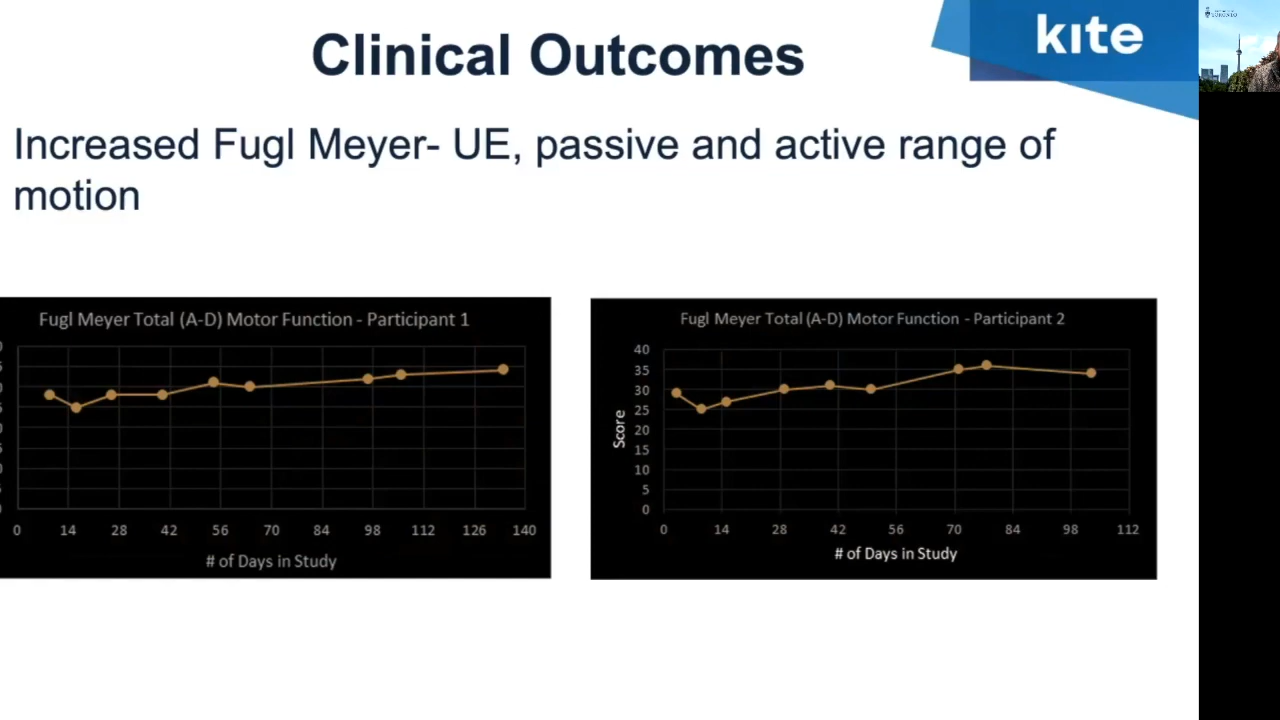 Clinical Outcomes
kite
TORONTO
Increased Fugl Meyer- UE, passive and active range of
motion
Fugl Meyer Total (A-D) Motor Function - Participant 1
0 14 28 42 56 70 84 98 112 126 140
# of Days in Study
Fugl Meyer Total (A-D) Motor Function - Participant 2
Score
40
35
30
25
20
15
10
5
0
0 14 28 42 56 70 84 98 112
# of Days in Study